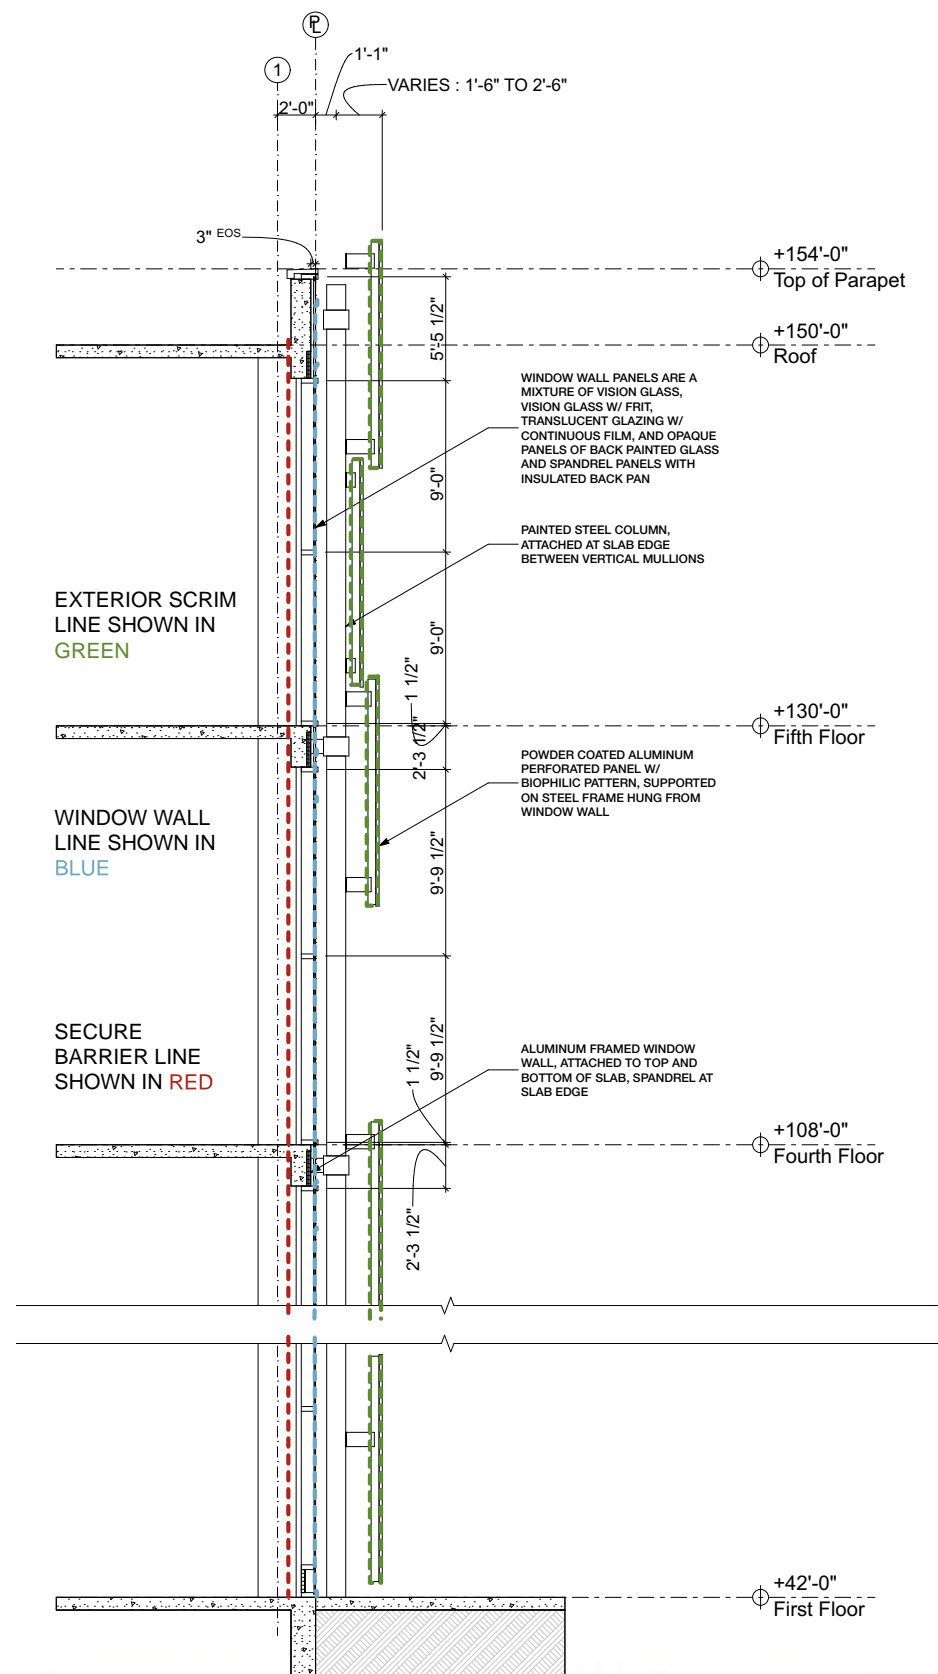 PL
1'-1"
1
VARIES : 1'-6" TO 2'-6"
2'-0"
3" EOS
+154'-0"
Top of Parapet
5'-5 1/2"
+150'-0"
Roof
WINDOW WALL PANELS ARE A
MIXTURE OF VISION GLASS,
VISION GLASS W/ FRIT,
TRANSLUCENT GLAZING W/
CONTINUOUS FILM, AND OPAQUE
PANELS OF BACK PAINTED GLASS
AND SPANDREL PANELS WITH
INSULATED BACK PAN
9'-0"
PAINTED STEEL COLUMN,
ATTACHED AT SLAB EDGE
BETWEEN VERTICAL MULLIONS
EXTERIOR SCRIM
LINE SHOWN IN
GREEN
9'-0"
1 1/2"
2'-3 1/2"
+130'-0"
Fifth Floor
POWDER COATED ALUMINUM
PERFORATED PANEL W/
BIOPHILIC PATTERN, SUPPORTED
ON STEEL FRAME HUNG FROM
WINDOW WALL
WINDOW WALL
LINE SHOWN IN
BLUE
9'-9 1/2"
SECURE
BARRIER LINE
SHOWN IN RED
9'-9 1/2"
1 1/2"
ALUMINUM FRAMED WINDOW
WALL, ATTACHED TO TOP AND
BOTTOM OF SLAB, SPANDREL AT
SLAB EDGE
+108'-0"
Fourth Floor
2'-3 1/2"
+42'-0"
First Floor